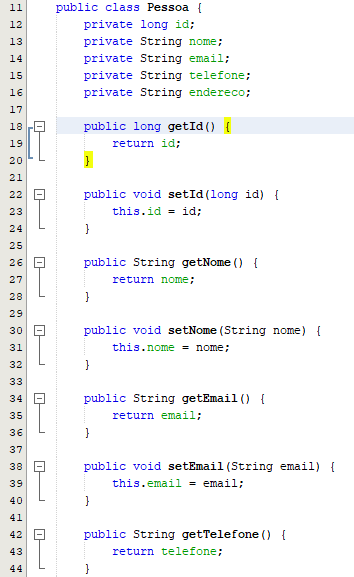 11 public class Pessoa {
12     private long id;
13     private String nome;
14     private String email;
15     private String telefone;
16     private String endereco;
17
18     public long getId() {
19         return id;
20     }
21
22     public void setId(long id) {
23         this.id = id;
24     }
25
26     public String getNome() {
27         return nome;
28     }
29
30     public void setNome(String nome) {
31         this.nome = nome;
32     }
33
34     public String getEmail() {
35         return email;
36     }
37
38     public void setEmail(String email) {
39         this.email = email;
40     }
41
42     public String getTelefone() {
43         return telefone;
44     }